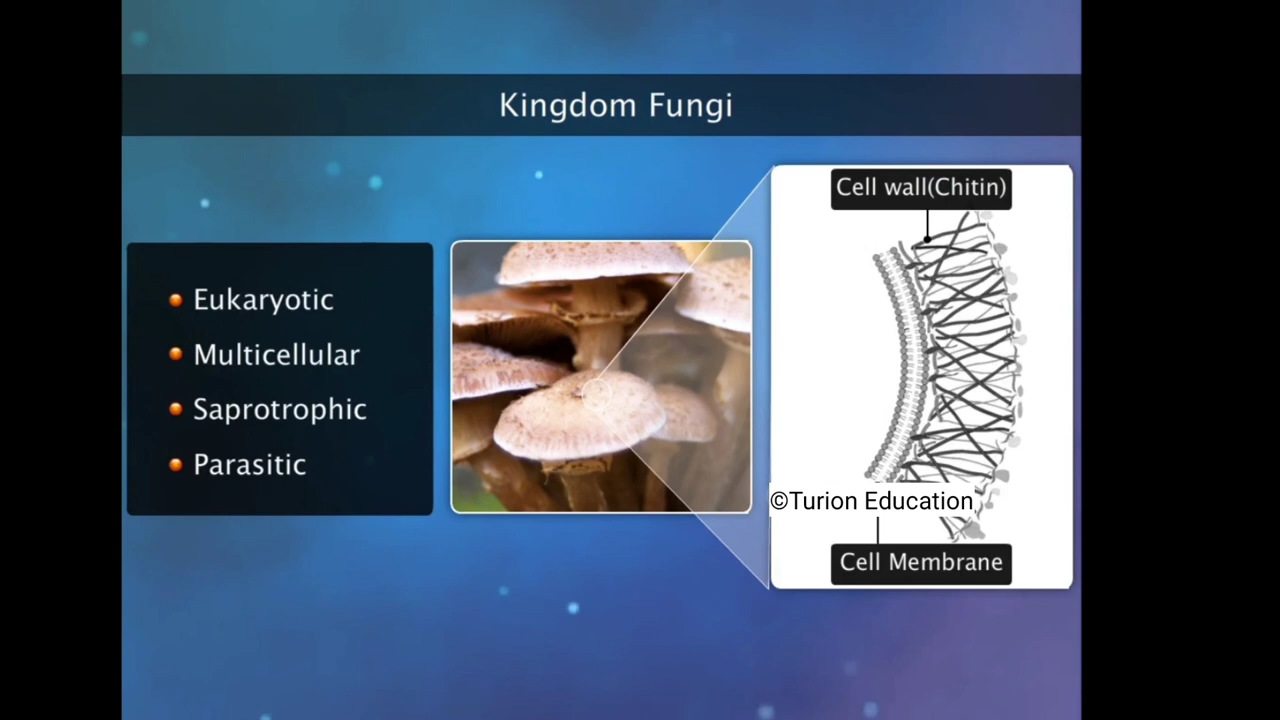 Kingdom Fungi
Eukaryotic
Multicellular
Saprotrophic
Parasitic
Cell wall(Chitin)
©Turion Education
Cell Membrane